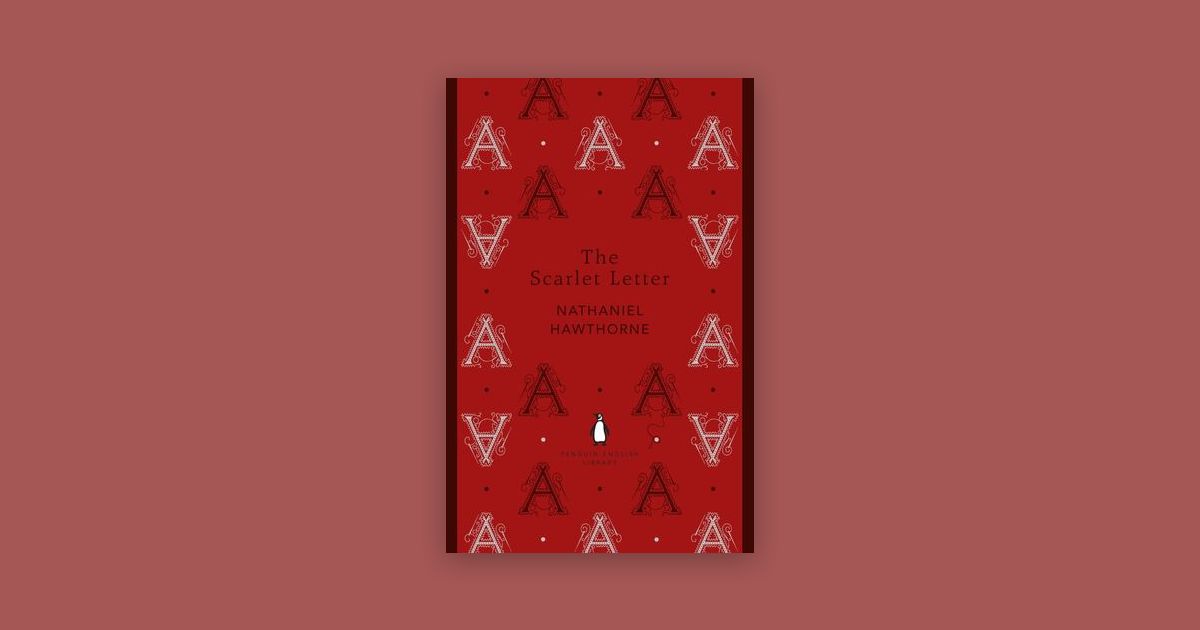 A A
A A A
A A
A A
The
Scarlet Letter
NATHANIEL
HAWTHORNE
A A
A A
A A
PENGUIN ENGLISH
LIBRARY
A A
A A A